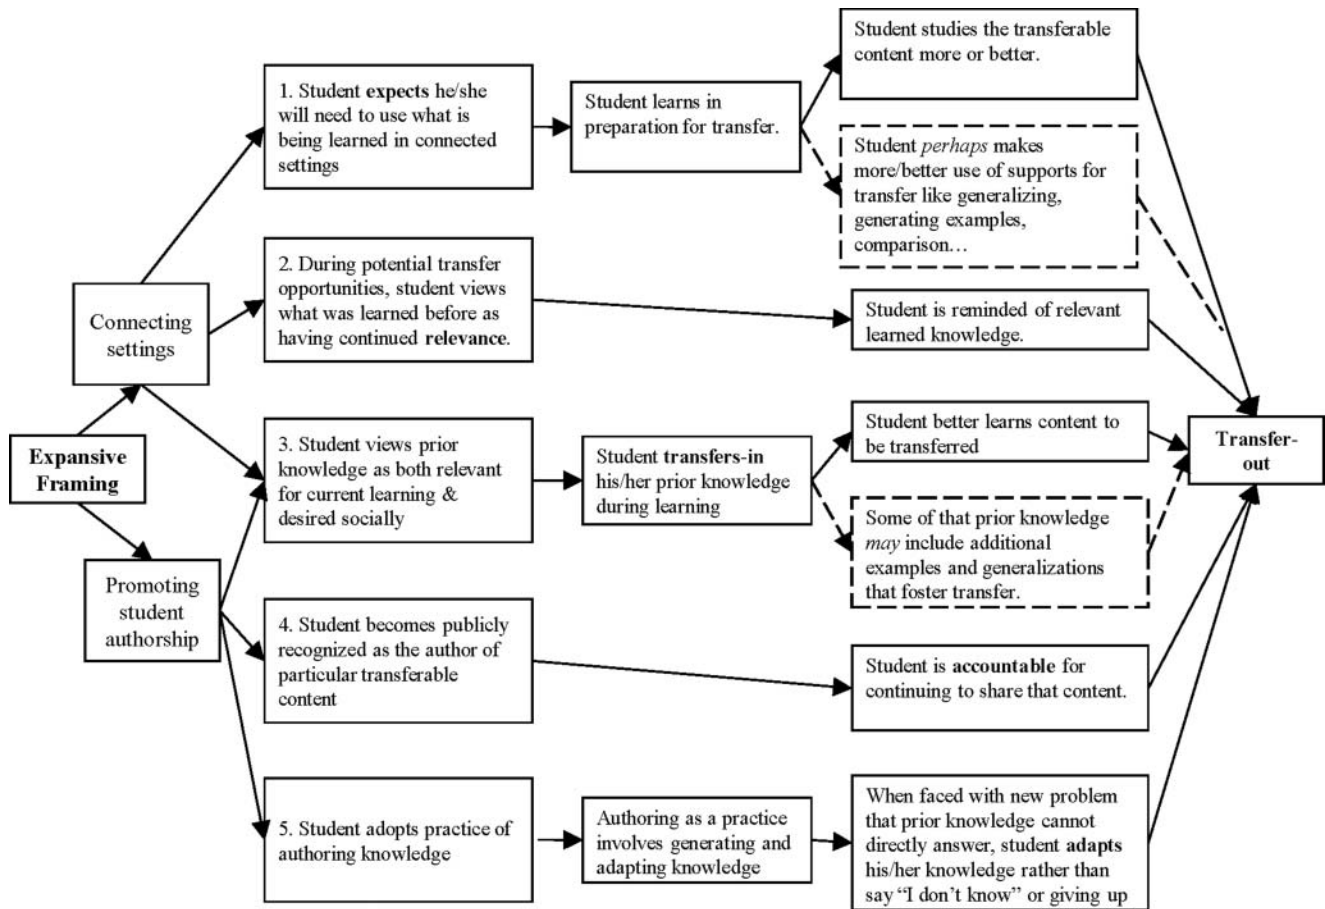 Expansive
Framing
Connecting
settings
Promoting
student
authorship
1. Student expects he/she
will need to use what is
being learned in connected
settings
Student learns in
preparation for transfer.
Student studies the transferable
content more or better.
Student perhaps makes
more/better use of supports for
transfer like generalizing,
generating examples,
comparison…
2. During potential transfer
opportunities, student views
what was learned before as
having continued relevance.
Student is reminded of relevant
learned knowledge.
3. Student views prior
knowledge as both relevant
for current learning &
desired socially
Student transfers-in
his/her prior knowledge
during learning
Student better learns content to
be transferred
Some of that prior knowledge
may include additional
examples and generalizations
that foster transfer.
4. Student becomes publicly
recognized as the author of
particular transferable
content
Student is accountable for
continuing to share that content.
5. Student adopts practice of
authoring knowledge
Authoring as a practice
involves generating and
adapting knowledge
When faced with new problem
that prior knowledge cannot
directly answer, student adapts
his/her knowledge rather than
say “I don’t know” or giving up
Transfer-
out